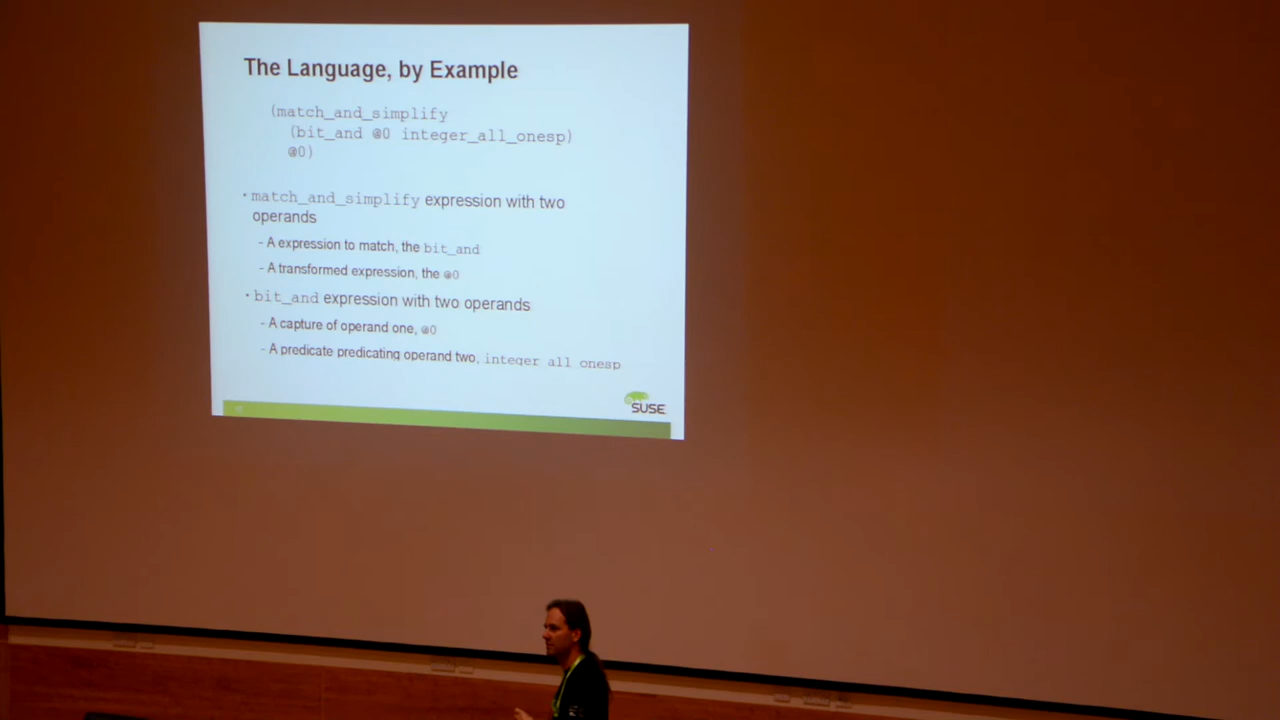 The Language, by Example
(match_and_simplify
(bit_and @0 integer_all_onesp)
@0)
• match_and_simplify expression with two
operands
– A expression to match, the bit_and
– A transformed expression, the @0
• bit_and expression with two operands
– A capture of operand one, @0
– A predicate predicating operand two, integer_all_onesp
SUSE